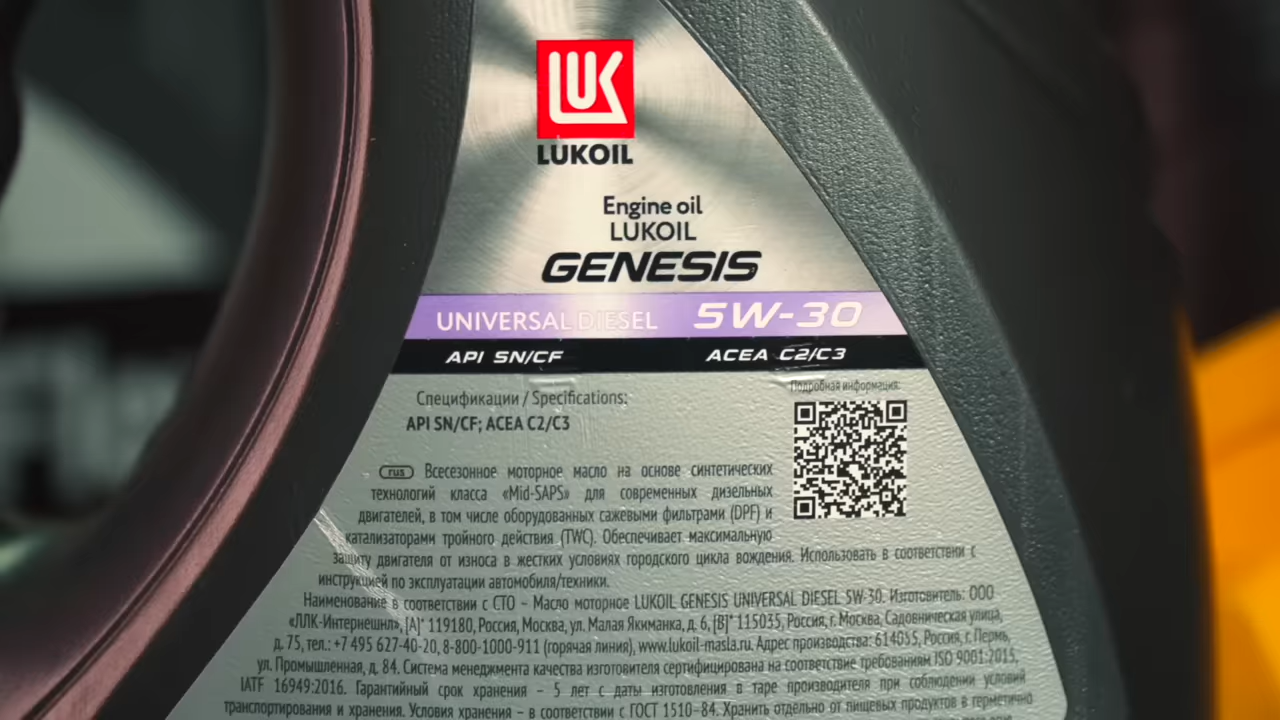 LUK
LUKOIL
Engine oil
LUKOIL
GENESIS
UNIVERSAL DIESEL 5W-30
API SN/CF ACEA C2/C3
Подробная информация:
Спецификации / Specifications:
API SN/CF; ACEA C2/C3
rus Всесезонное моторное масло на основе синтетических
технологий класса «Mid-SAPS» для современных дизельных
двигателей, в том числе оборудованных сажевыми фильтрами (DPF) и
катализаторами тройного действия (TWC). Обеспечивает максимальную
защиту двигателя от износа в жестких условиях городского цикла вождения. Использовать в соответствии с
инструкцией по эксплуатации автомобиля/техники.
Наименование в соответствии с СТО – Масло моторное LUKOIL GENESIS UNIVERSAL DIESEL 5W-30. Изготовитель: ООО
«ЛЛК-Интернешнл», [A]* 119180, Россия, Москва, ул. Малая Якиманка, д. 6, [B]* 115035, Россия, г. Москва, Садовническая улица,
д. 75, тел.: +7 495 627-40-20, 8-800-1000-911 (горячая линия), www.lukoil-masla.ru. Адрес производства: 614055, Россия, г. Пермь,
ул. Промышленная, д. 84. Система менеджмента качества изготовителя сертифицирована на соответствие требованиям ISO 9001:2015,
IATF 16949:2016. Гарантийный срок хранения – 5 лет с даты изготовления в таре производителя при соблюдении условий
транспортирования и хранения. Условия хранения – в соответствии с ГОСТ 1510-84. Хранить отдельно от пищевых продуктов в герметично